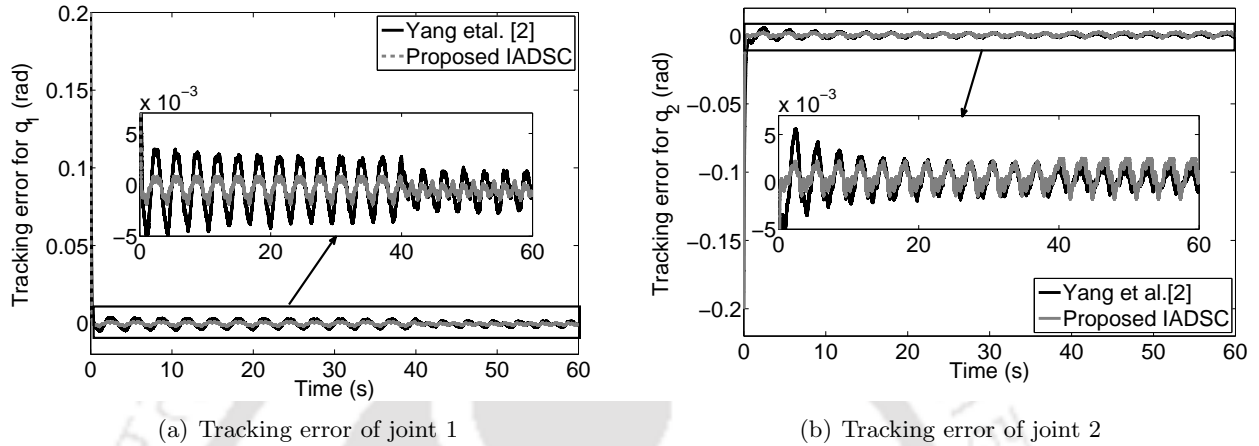 0.2
0.15
0.1
0.05
0
Tracking error for q1 (rad)
Yang etal. [2]
Proposed IADSC
x 10−3
5
0
−5
0 20 40 60
0 10 20 30 40 50 60
Time (s)
(a) Tracking error of joint 1
0
−0.05
−0.1
−0.15
−0.2
Tracking error for q2 (rad)
x 10−3
5
0
−5
0 20 40 60
Yang et al.[2]
Proposed IADSC
0 10 20 30 40 50 60
Time (s)
(b) Tracking error of joint 2